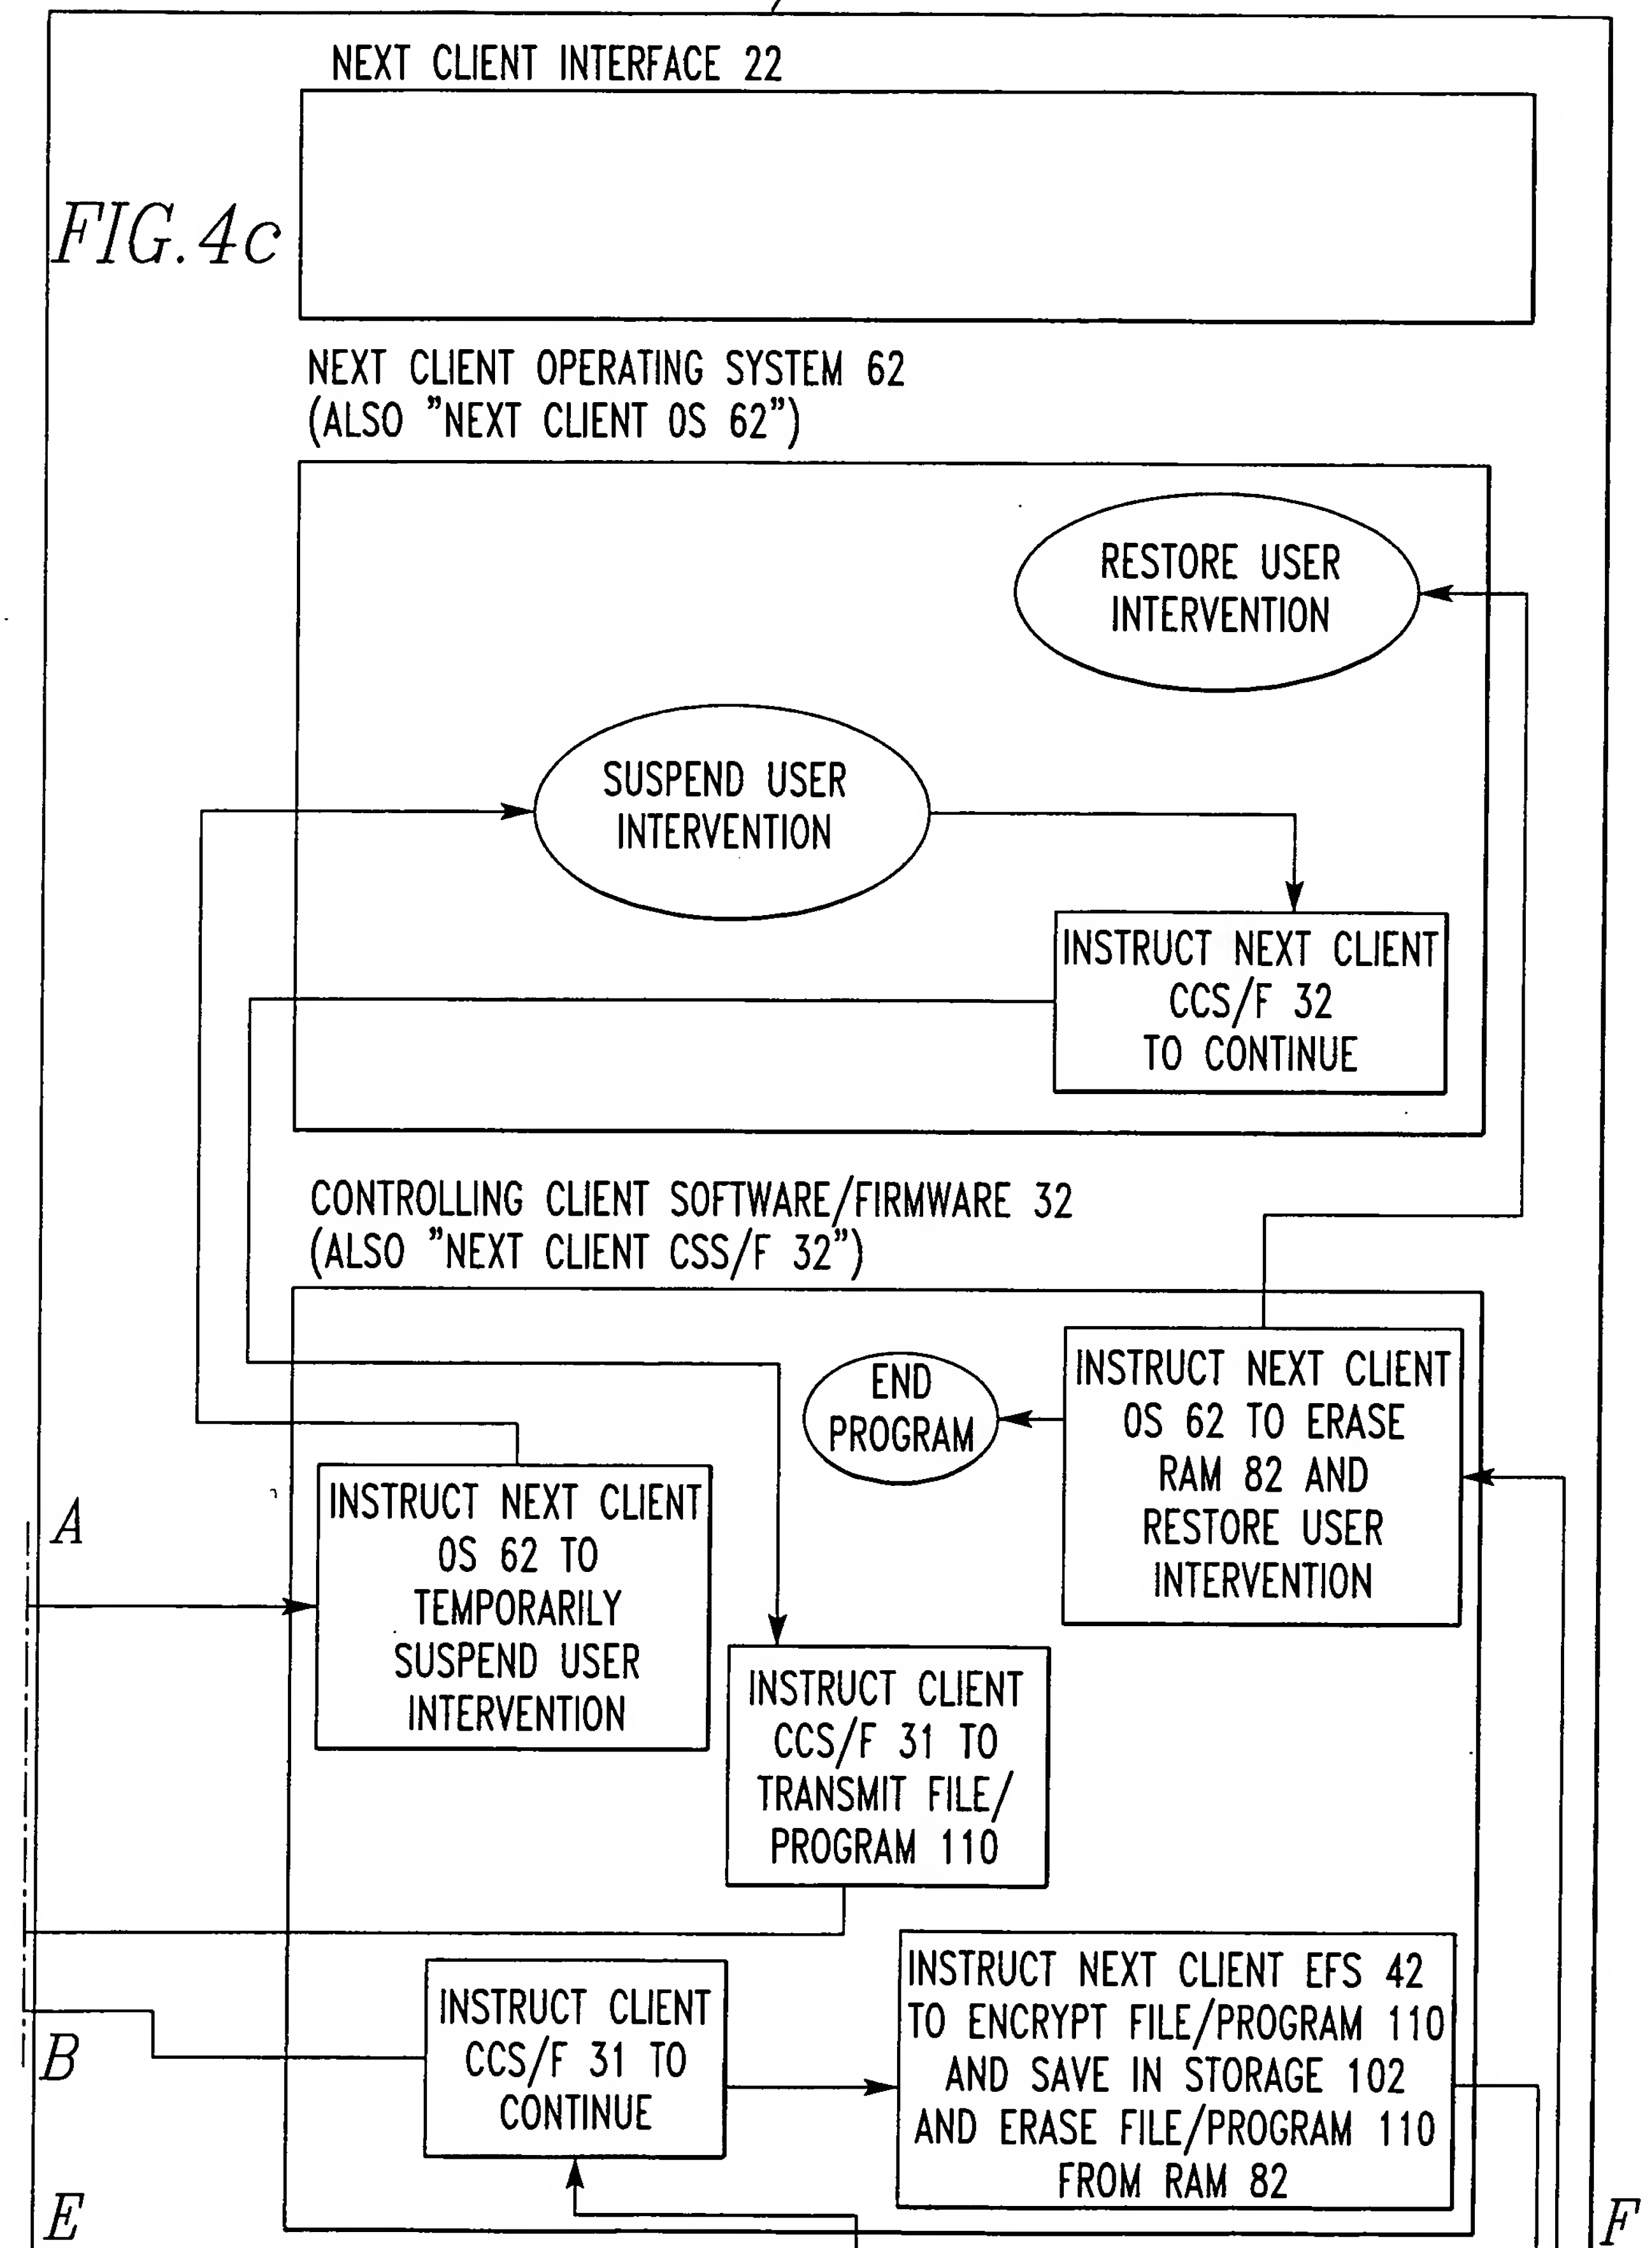 NEXT CLIENT INTERFACE 22
FIG.4c
NEXT CLIENT OPERATING SYSTEM 62
(ALSO "NEXT CLIENT OS 62")
RESTORE USER
INTERVENTION
SUSPEND USER
INTERVENTION
INSTRUCT NEXT CLIENT
CCS/F 32
TO CONTINUE
CONTROLLING CLIENT SOFTWARE/FIRMWARE 32
(ALSO "NEXT CLIENT CSS/F 32")
END
PROGRAM
INSTRUCT NEXT CLIENT
OS 62 TO ERASE
RAM 82 AND
RESTORE USER
INTERVENTION
A
INSTRUCT NEXT CLIENT
OS 62 TO
TEMPORARILY
SUSPEND USER
INTERVENTION
INSTRUCT CLIENT
CCS/F 31 TO
TRANSMIT FILE/
PROGRAM 110
B
INSTRUCT CLIENT
CCS/F 31 TO
CONTINUE
INSTRUCT NEXT CLIENT EFS 42
TO ENCRYPT FILE/PROGRAM 110
AND SAVE IN STORAGE 102
AND ERASE FILE/PROGRAM 110
FROM RAM 82
E
F